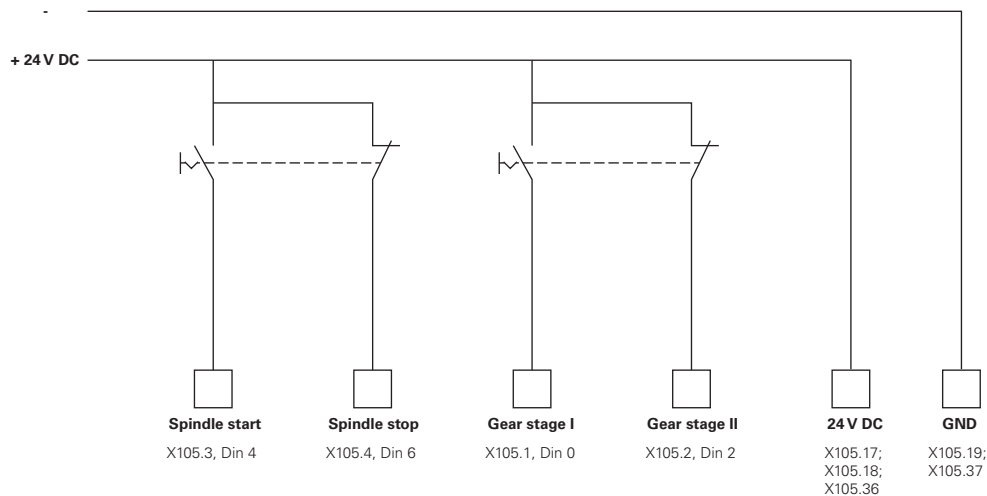 -
+ 24 V DC
Spindle start
X105.3, Din 4
Spindle stop
X105.4, Din 6
Gear stage I
X105.1, Din 0
Gear stage II
X105.2, Din 2
24 V DC
X105.17;
X105.18;
X105.36
GND
X105.19;
X105.37